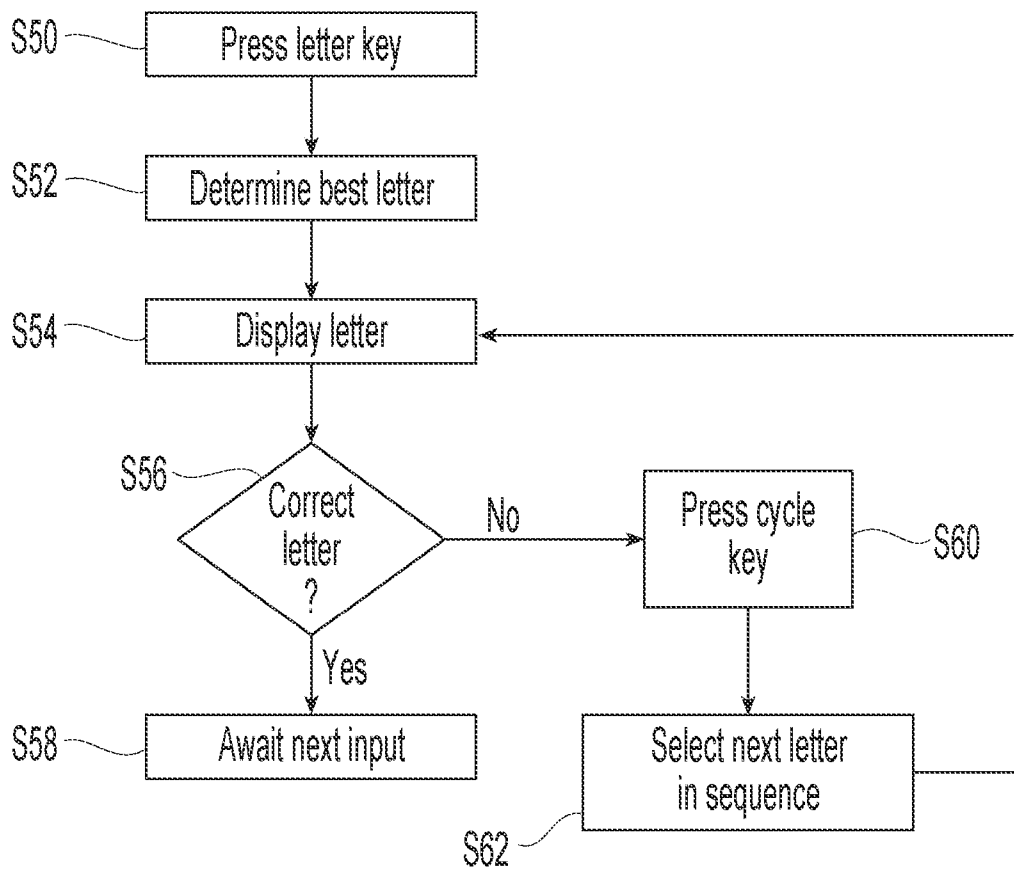 S50
Press letter key
S52
Determine best letter
S54
Display letter
S56
Correct
letter
?
No
Press cycle
key
S60
Yes
S58
Await next input
Select next letter
in sequence
S62